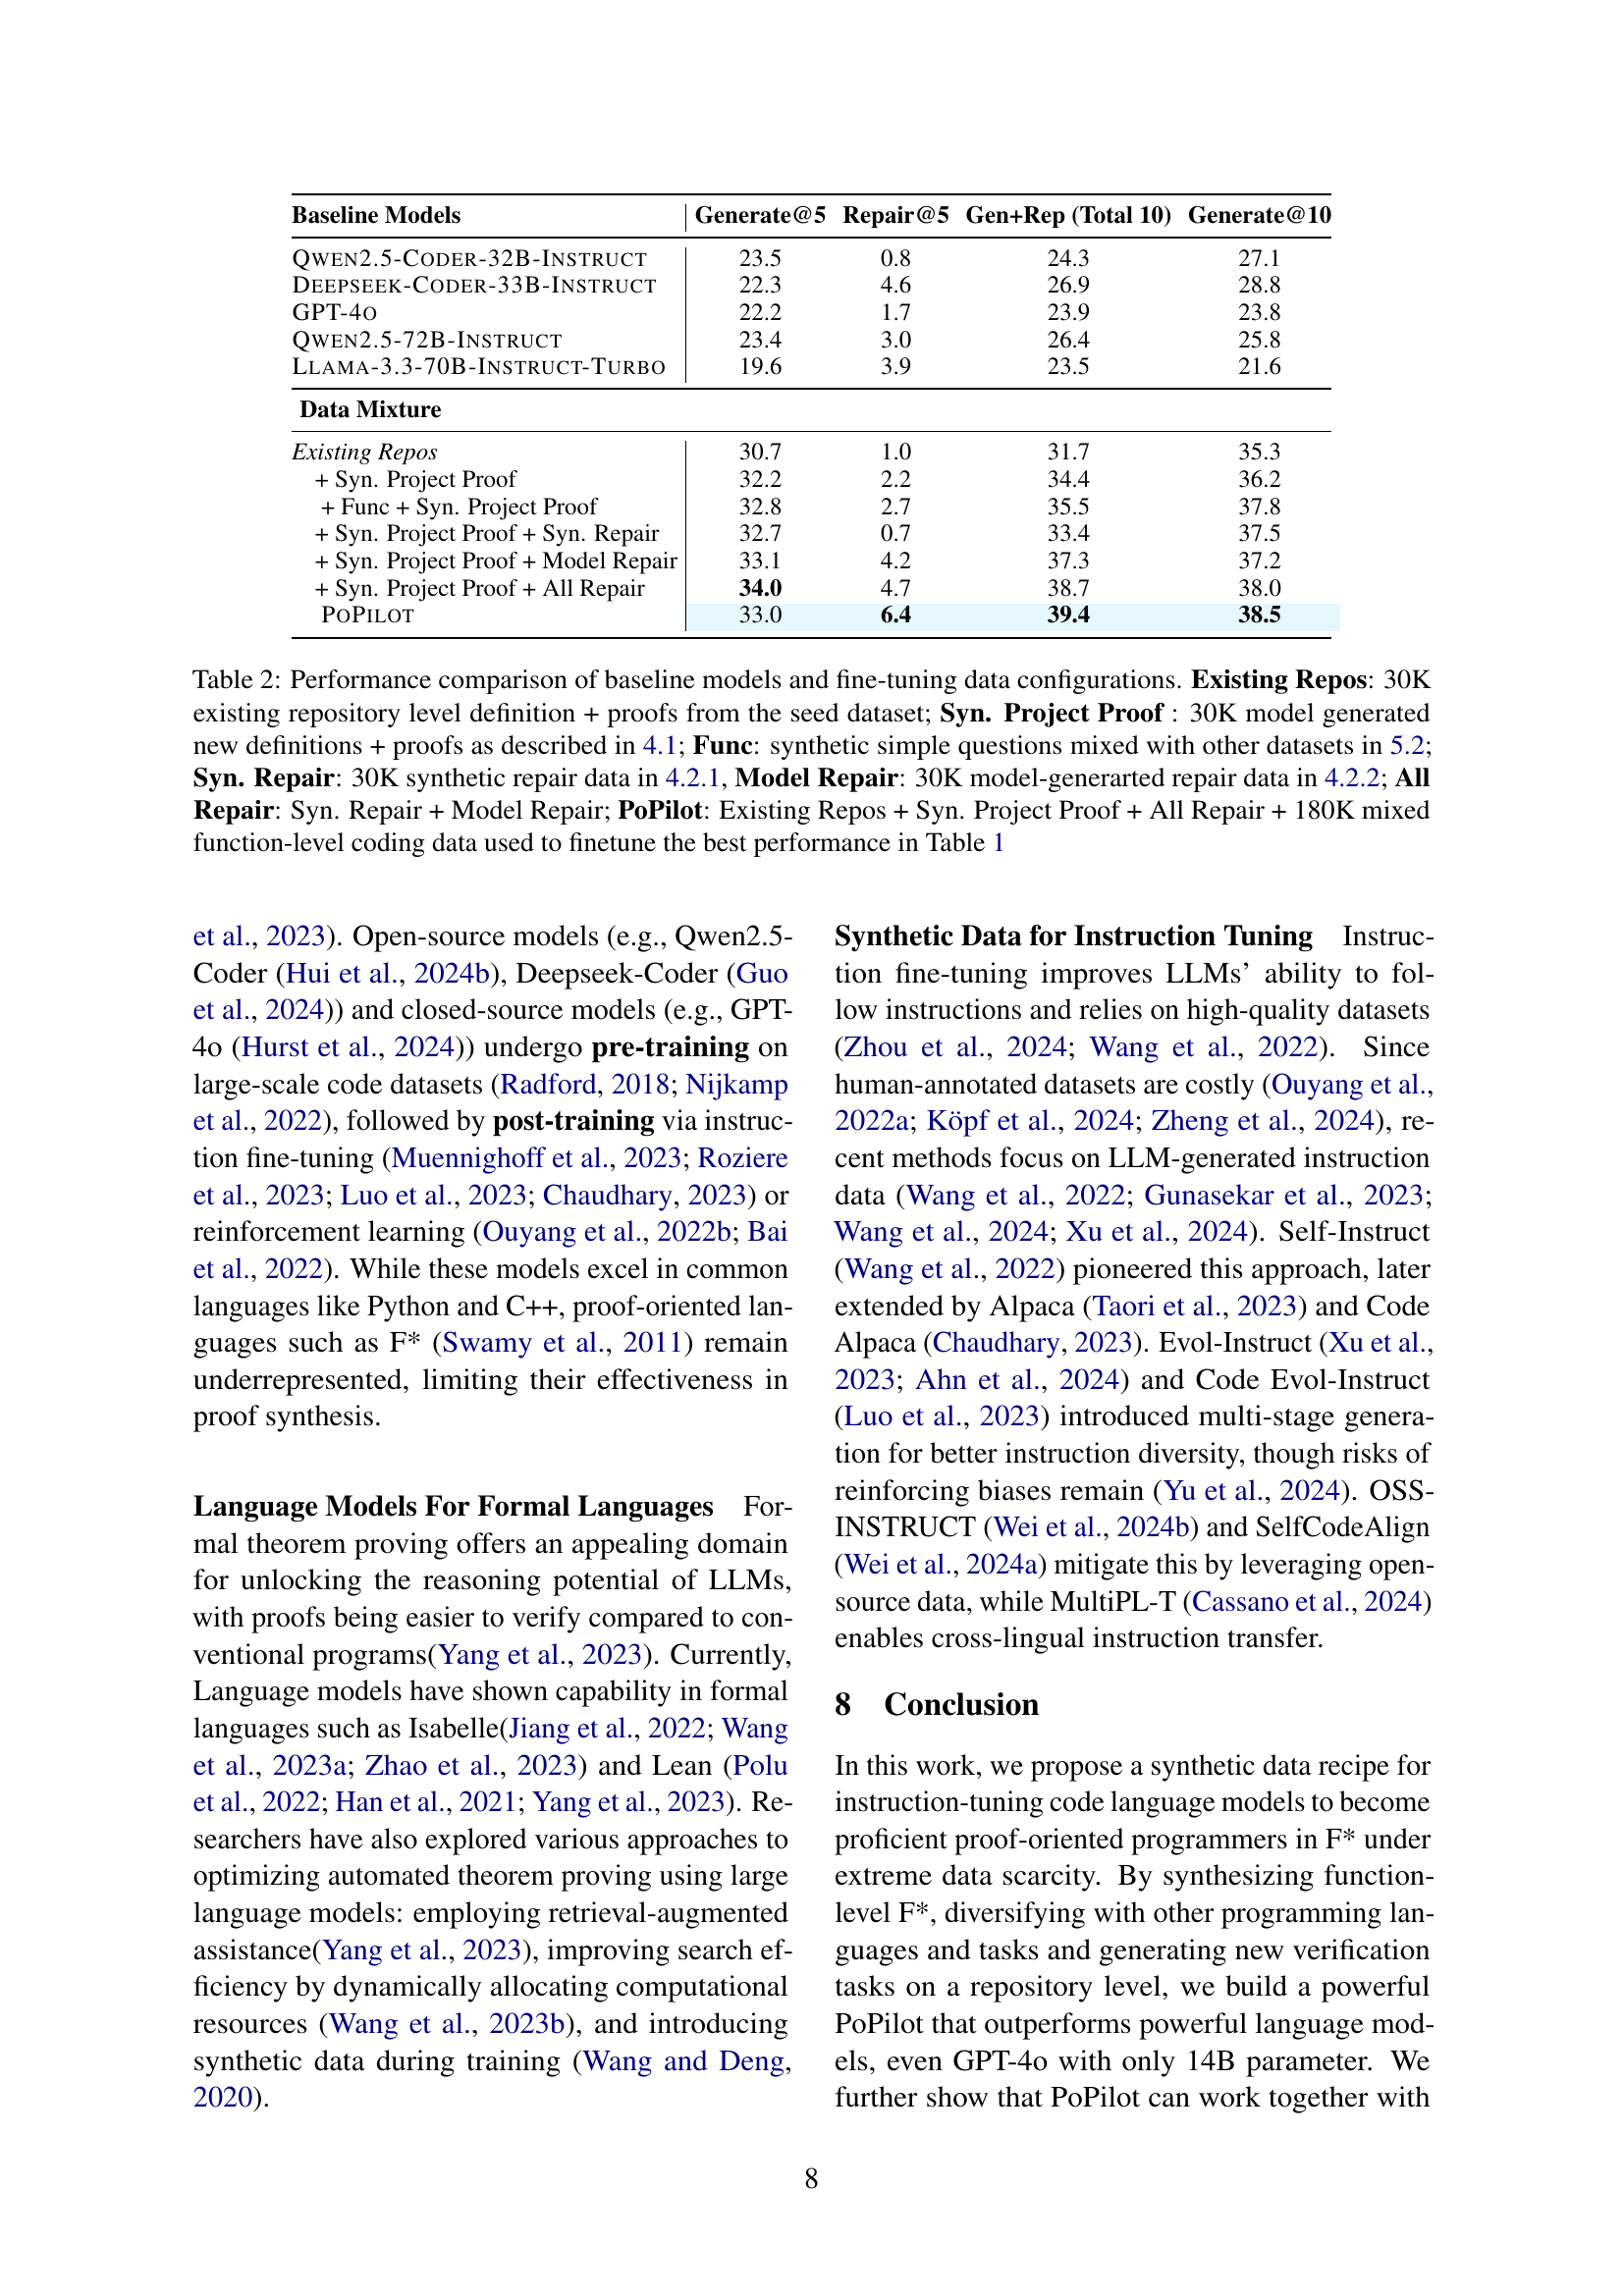 Baseline Models Generate@5 Repair@5 Gen+Rep (Total 10) Generate@10
QWEN2.5-CODER-32B-INSTRUCT 23.5 0.8 24.3 27.1
DEEPSEEK-CODER-33B-INSTRUCT 22.3 4.6 26.9 28.8
GPT-4O 22.2 1.7 23.9 23.8
QWEN2.5-72B-INSTRUCT 23.4 3.0 26.4 25.8
LLAMA-3.3-70B-INSTRUCT-TURBO 19.6 3.9 23.5 21.6
Data Mixture
Existing Repos 30.7 1.0 31.7 35.3
+ Syn. Project Proof 32.2 2.2 34.4 36.2
+ Func + Syn. Project Proof 32.8 2.7 35.5 37.8
+ Syn. Project Proof + Syn. Repair 32.7 0.7 33.4 37.5
+ Syn. Project Proof + Model Repair 33.1 4.2 37.3 37.2
+ Syn. Project Proof + All Repair 34.0 4.7 38.7 38.0
POPILOT 33.0 6.4 39.4 38.5
Table 2: Performance comparison of baseline models and fine-tuning data configurations. Existing Repos: 30K
existing repository level definition + proofs from the seed dataset; Syn. Project Proof : 30K model generated
new definitions + proofs as described in 4.1; Func: synthetic simple questions mixed with other datasets in 5.2;
Syn. Repair: 30K synthetic repair data in 4.2.1, Model Repair: 30K model-generarted repair data in 4.2.2; All
Repair: Syn. Repair + Model Repair; PoPilot: Existing Repos + Syn. Project Proof + All Repair + 180K mixed
function-level coding data used to finetune the best performance in Table 1
et al., 2023). Open-source models (e.g., Qwen2.5-
Coder (Hui et al., 2024b), Deepseek-Coder (Guo
et al., 2024)) and closed-source models (e.g., GPT-
4o (Hurst et al., 2024)) undergo pre-training on
large-scale code datasets (Radford, 2018; Nijkamp
et al., 2022), followed by post-training via instruc-
tion fine-tuning (Muennighoff et al., 2023; Roziere
et al., 2023; Luo et al., 2023; Chaudhary, 2023) or
reinforcement learning (Ouyang et al., 2022b; Bai
et al., 2022). While these models excel in common
languages like Python and C++, proof-oriented lan-
guages such as F* (Swamy et al., 2011) remain
underrepresented, limiting their effectiveness in
proof synthesis.
Language Models For Formal Languages For-
mal theorem proving offers an appealing domain
for unlocking the reasoning potential of LLMs,
with proofs being easier to verify compared to con-
ventional programs(Yang et al., 2023). Currently,
Language models have shown capability in formal
languages such as Isabelle(Jiang et al., 2022; Wang
et al., 2023a; Zhao et al., 2023) and Lean (Polu
et al., 2022; Han et al., 2021; Yang et al., 2023). Re-
searchers have also explored various approaches to
optimizing automated theorem proving using large
language models: employing retrieval-augmented
assistance(Yang et al., 2023), improving search ef-
ficiency by dynamically allocating computational
resources (Wang et al., 2023b), and introducing
synthetic data during training (Wang and Deng,
2020).
Synthetic Data for Instruction Tuning Instruc-
tion fine-tuning improves LLMs' ability to fol-
low instructions and relies on high-quality datasets
(Zhou et al., 2024; Wang et al., 2022). Since
human-annotated datasets are costly (Ouyang et al.,
2022a; Köpf et al., 2024; Zheng et al., 2024), re-
cent methods focus on LLM-generated instruction
data (Wang et al., 2022; Gunasekar et al., 2023;
Wang et al., 2024; Xu et al., 2024). Self-Instruct
(Wang et al., 2022) pioneered this approach, later
extended by Alpaca (Taori et al., 2023) and Code
Alpaca (Chaudhary, 2023). Evol-Instruct (Xu et al.,
2023; Ahn et al., 2024) and Code Evol-Instruct
(Luo et al., 2023) introduced multi-stage genera-
tion for better instruction diversity, though risks of
reinforcing biases remain (Yu et al., 2024). OSS-
INSTRUCT (Wei et al., 2024b) and SelfCodeAlign
(Wei et al., 2024a) mitigate this by leveraging open-
source data, while MultiPL-T (Cassano et al., 2024)
enables cross-lingual instruction transfer.
8 Conclusion
In this work, we propose a synthetic data recipe for
instruction-tuning code language models to become
proficient proof-oriented programmers in F* under
extreme data scarcity. By synthesizing function-
level F*, diversifying with other programming lan-
guages and tasks and generating new verification
tasks on a repository level, we build a powerful
PoPilot that outperforms powerful language mod-
els, even GPT-4o with only 14B parameter. We
further show that PoPilot can work together with
8